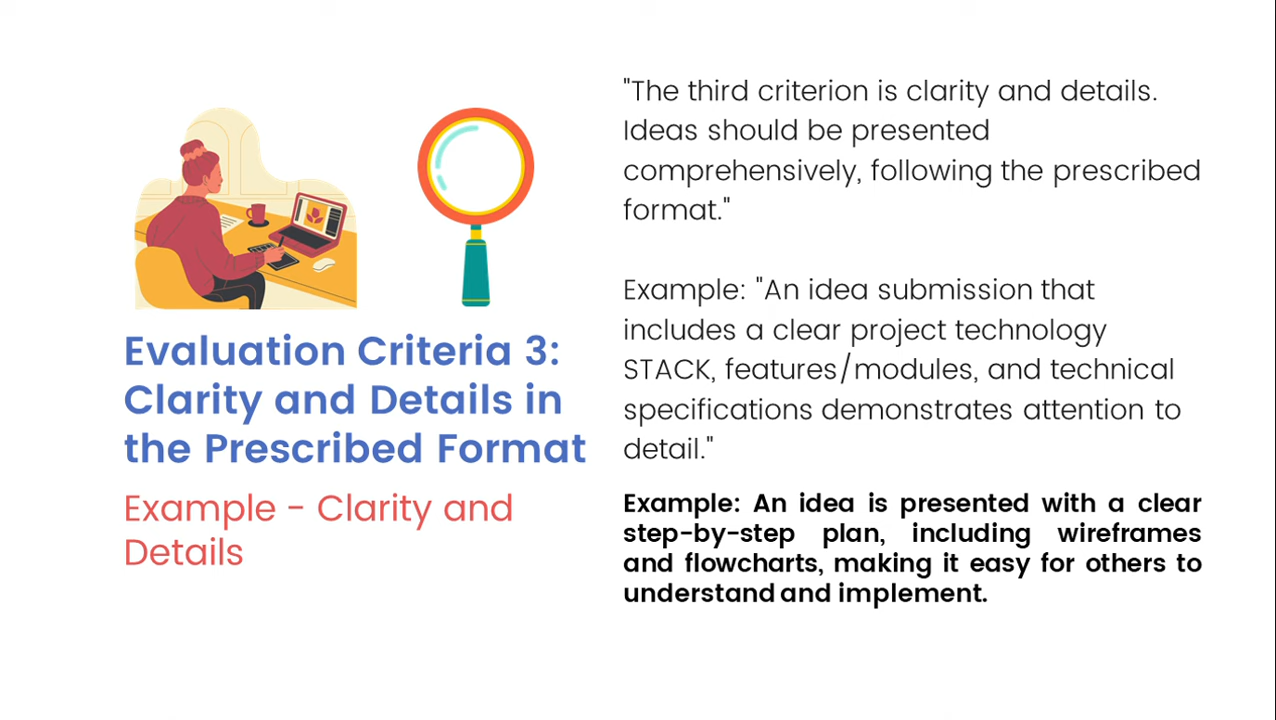 Evaluation Criteria 3:
Clarity and Details in
the Prescribed Format
Example - Clarity and
Details
"The third criterion is clarity and details.
Ideas should be presented
comprehensively, following the prescribed
format."
Example: "An idea submission that
includes a clear project technology
STACK, features/modules, and technical
specifications demonstrates attention to
detail."
Example: An idea is presented with a clear
step-by-step plan, including wireframes
and flowcharts, making it easy for others to
understand and implement.